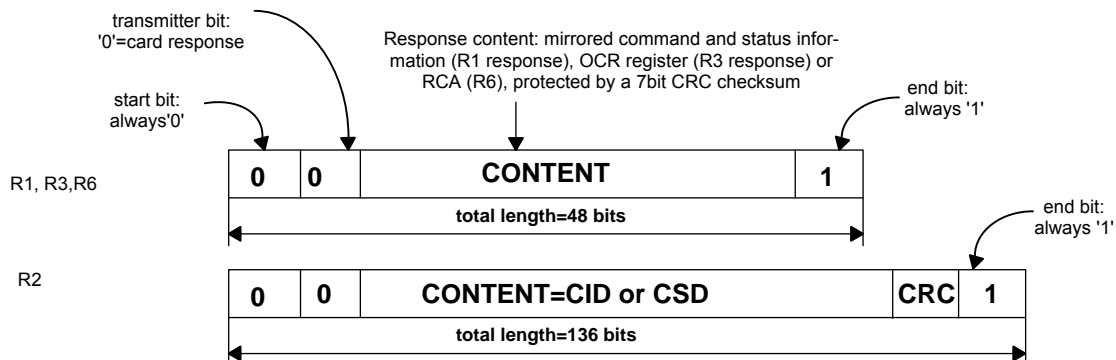 transmitter bit:
'0'=card response
Response content: mirrored command and status infor-
mation (R1 response), OCR register (R3 response) or
RCA (R6), protected by a 7bit CRC checksum
start bit:
always'0'
end bit:
always '1'
R1, R3,R6
0 0 CONTENT 1
total length=48 bits
end bit:
always '1'
R2
0 0 CONTENT=CID or CSD CRC 1
total length=136 bits